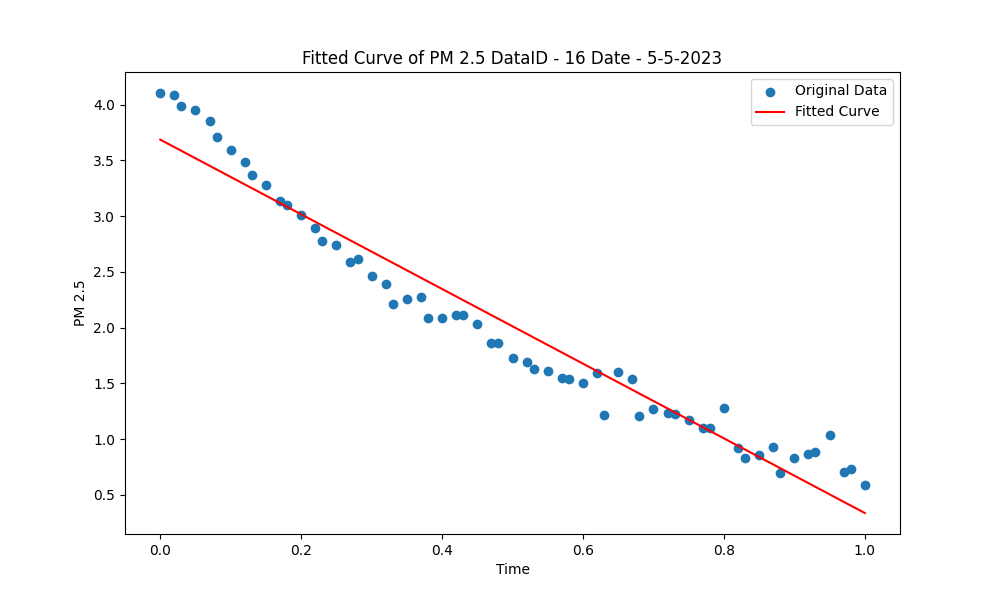 Fitted Curve of PM 2.5 DataID - 16 Date - 5-5-2023
Original Data
Fitted Curve
4.0
3.5
3.0
2.5
2.0
1.5
1.0
0.5
PM 2.5
0.0 0.2 0.4 0.6 0.8 1.0
Time